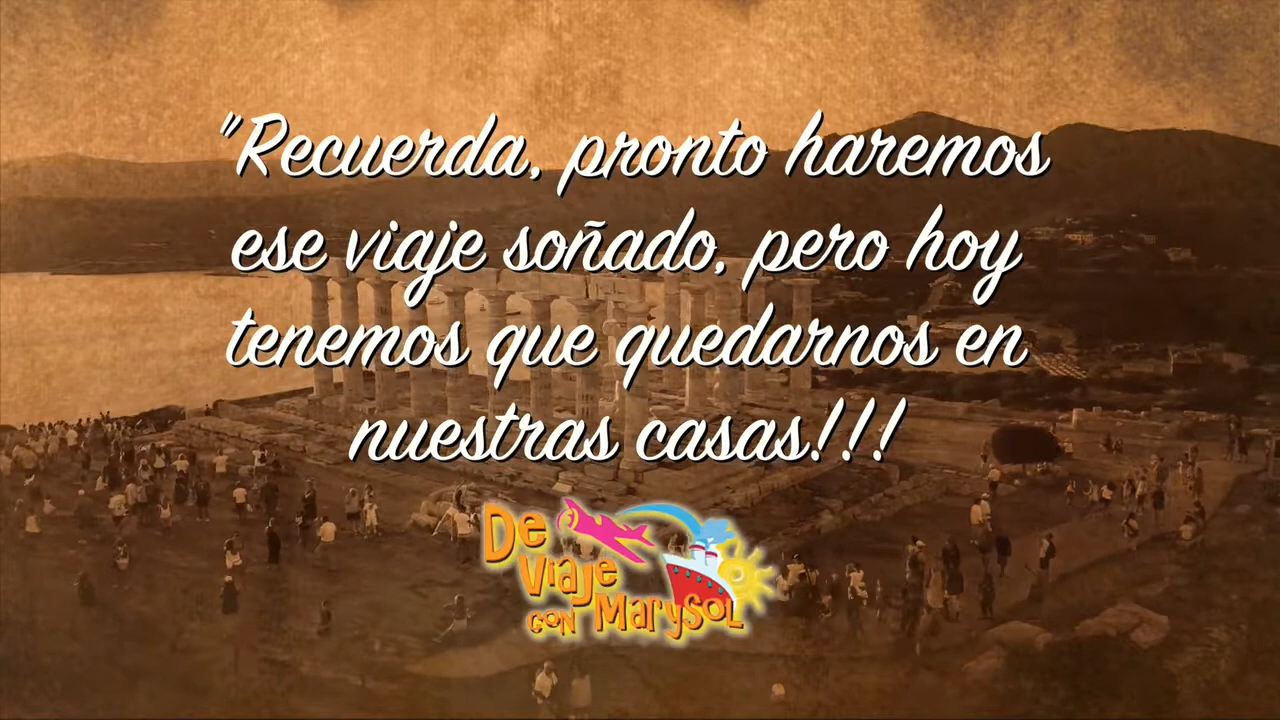 "Recuerda, pronto haremos
ese viaje soñado, pero hoy
tenemos que quedarnos en
nuestras casas!!!
De
Viaje
con Marysol